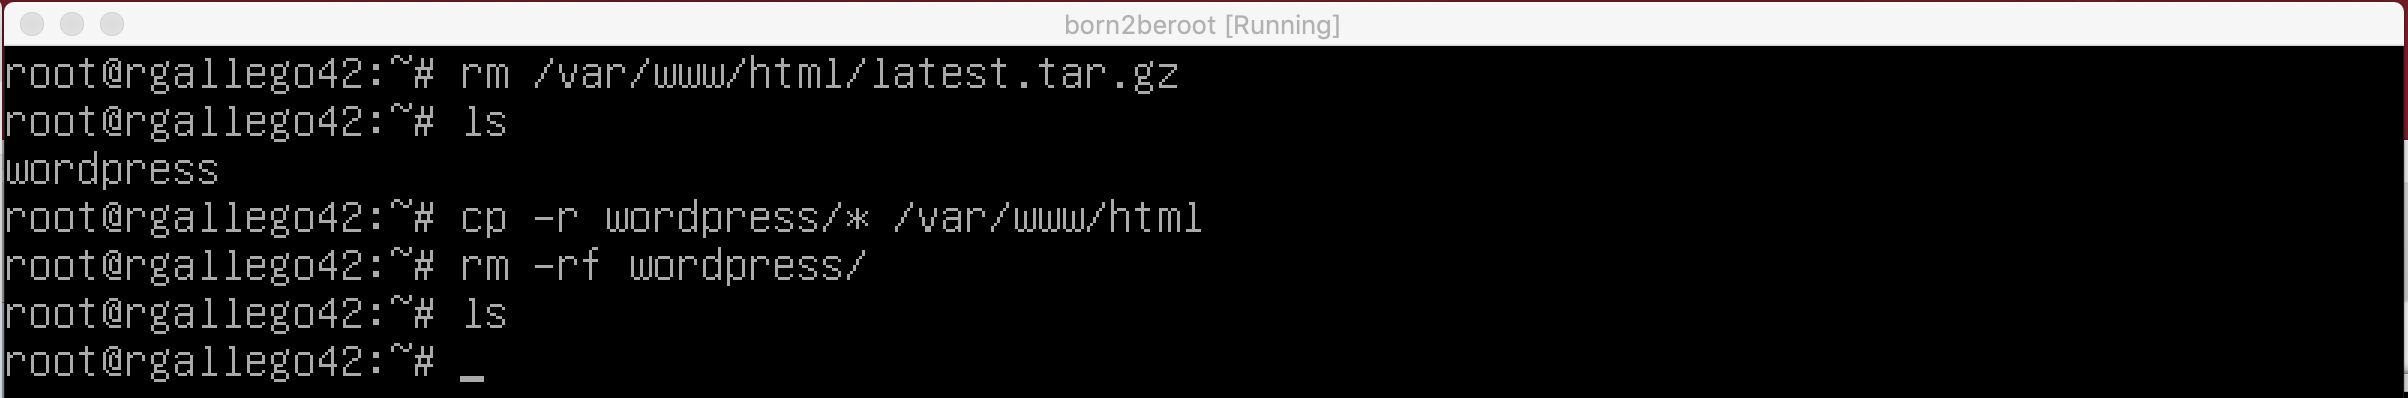 born2beroot [Running]
root@rgallego42:~# rm /var/www/html/latest.tar.gz
root@rgallego42:~# ls
wordpress
root@rgallego42:~# cp -r wordpress/* /var/www/html
root@rgallego42:~# rm -rf wordpress/
root@rgallego42:~# ls
root@rgallego42:~# _